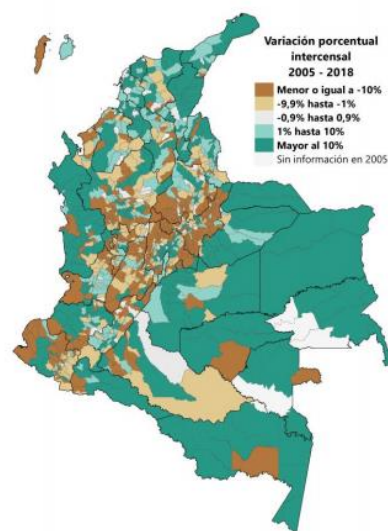 Variación porcentual
intercensal
2005 - 2018
Menor o igual a -10%
-9,9% hasta -1%
-0,9% hasta 0,9%
1% hasta 10%
Mayor al 10%
Sin información en 2005